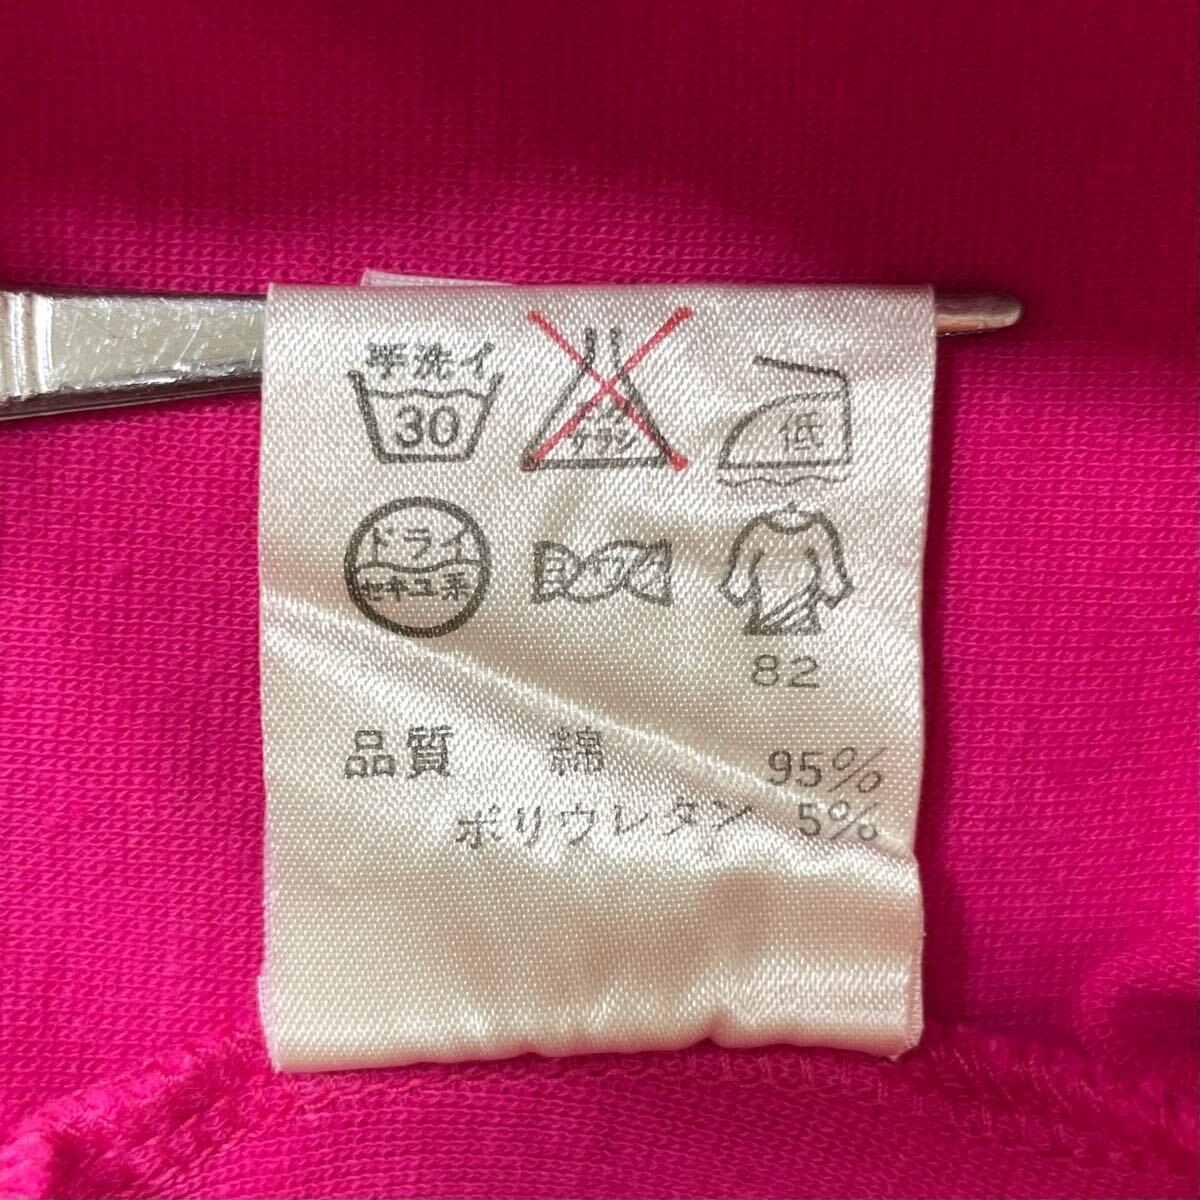 手洗イ
30
エンソ
サラシ
低
ドライ
セキユ系
ヨワク
82
品質 綿 95%
ポリウレタン 5%